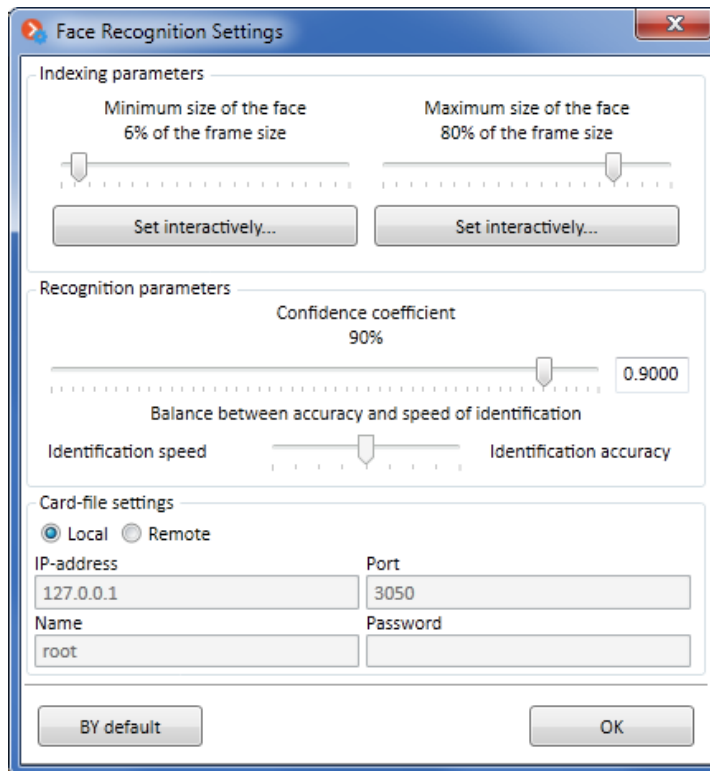 Face Recognition Settings
Indexing parameters
Minimum size of the face
6% of the frame size
Maximum size of the face
80% of the frame size
Set interactively...
Set interactively...
Recognition parameters
Confidence coefficient
90%
0.9000
Balance between accuracy and speed of identification
Identification speed
Identification accuracy
Card-file settings
Local Remote
IP-address Port
127.0.0.1 3050
Name Password
root
BY default OK